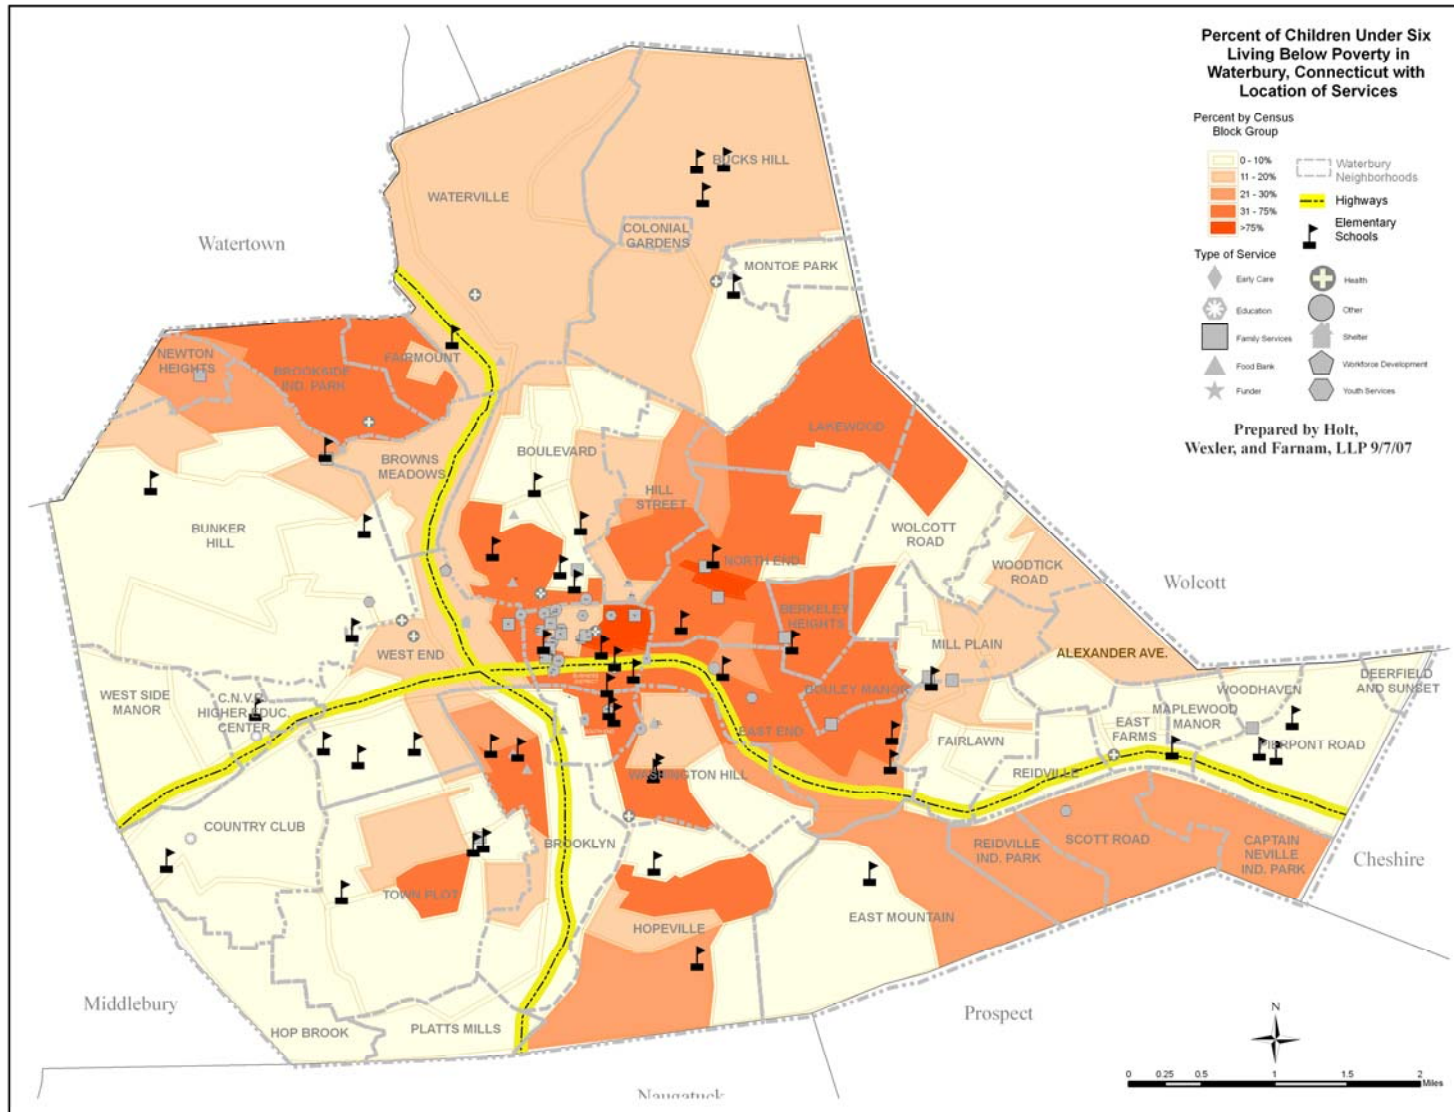 Percent of Children Under Six
Living Below Poverty in
Waterbury, Connecticut with
Location of Services
Percent by Census
Block Group
0 - 10%
11 - 20%
21 - 30%
31 - 75%
>75%
Waterbury
Neighborhoods
Highways
Elementary
Schools
Type of Service
Early Care
Health
Education
Other
Family Services
Shelter
Food Bank
Workforce Development
Funder
Youth Services
Prepared by Holt,
Wexler, and Farnam, LLP 9/7/07
BUCKS HILL
WATERVILLE
Watertown
COLONIAL
GARDENS
MONTOE PARK
NEWTON
HEIGHTS
FAIRMOUNT
BROOKSIDE
IND. PARK
LAKEWOOD
BOULEVARD
BROWNS
MEADOWS
HILL
STREET
BUNKER
HILL
WOLCOTT
ROAD
NORTH END
WOODTICK
ROAD
Wolcott
BERKELEY
HEIGHTS
MILL PLAIN
WEST END
ALEXANDER AVE.
DEERFIELD
AND SUNSET
WEST SIDE
MANOR
C.N.V.R.
HIGHER EDUC.
CENTER
BUSINESS
DISTRICT
SOUTH END
BOULEY MANOR
WOODHAVEN
MAPLEWOOD
MANOR
EAST
FARMS
EAST END
FAIRLAWN
PIERPONT ROAD
REIDVILLE
WASHINGTON HILL
COUNTRY CLUB
BROOKLYN
REIDVILLE
IND. PARK
SCOTT ROAD
CAPTAIN
NEVILLE
IND. PARK
Cheshire
TOWN PLOT
EAST MOUNTAIN
HOPEVILLE
Middlebury
HOP BROOK
PLATTS MILLS
Prospect
N
0 0.25 0.5 1 1.5 2
Miles
Naugatuck